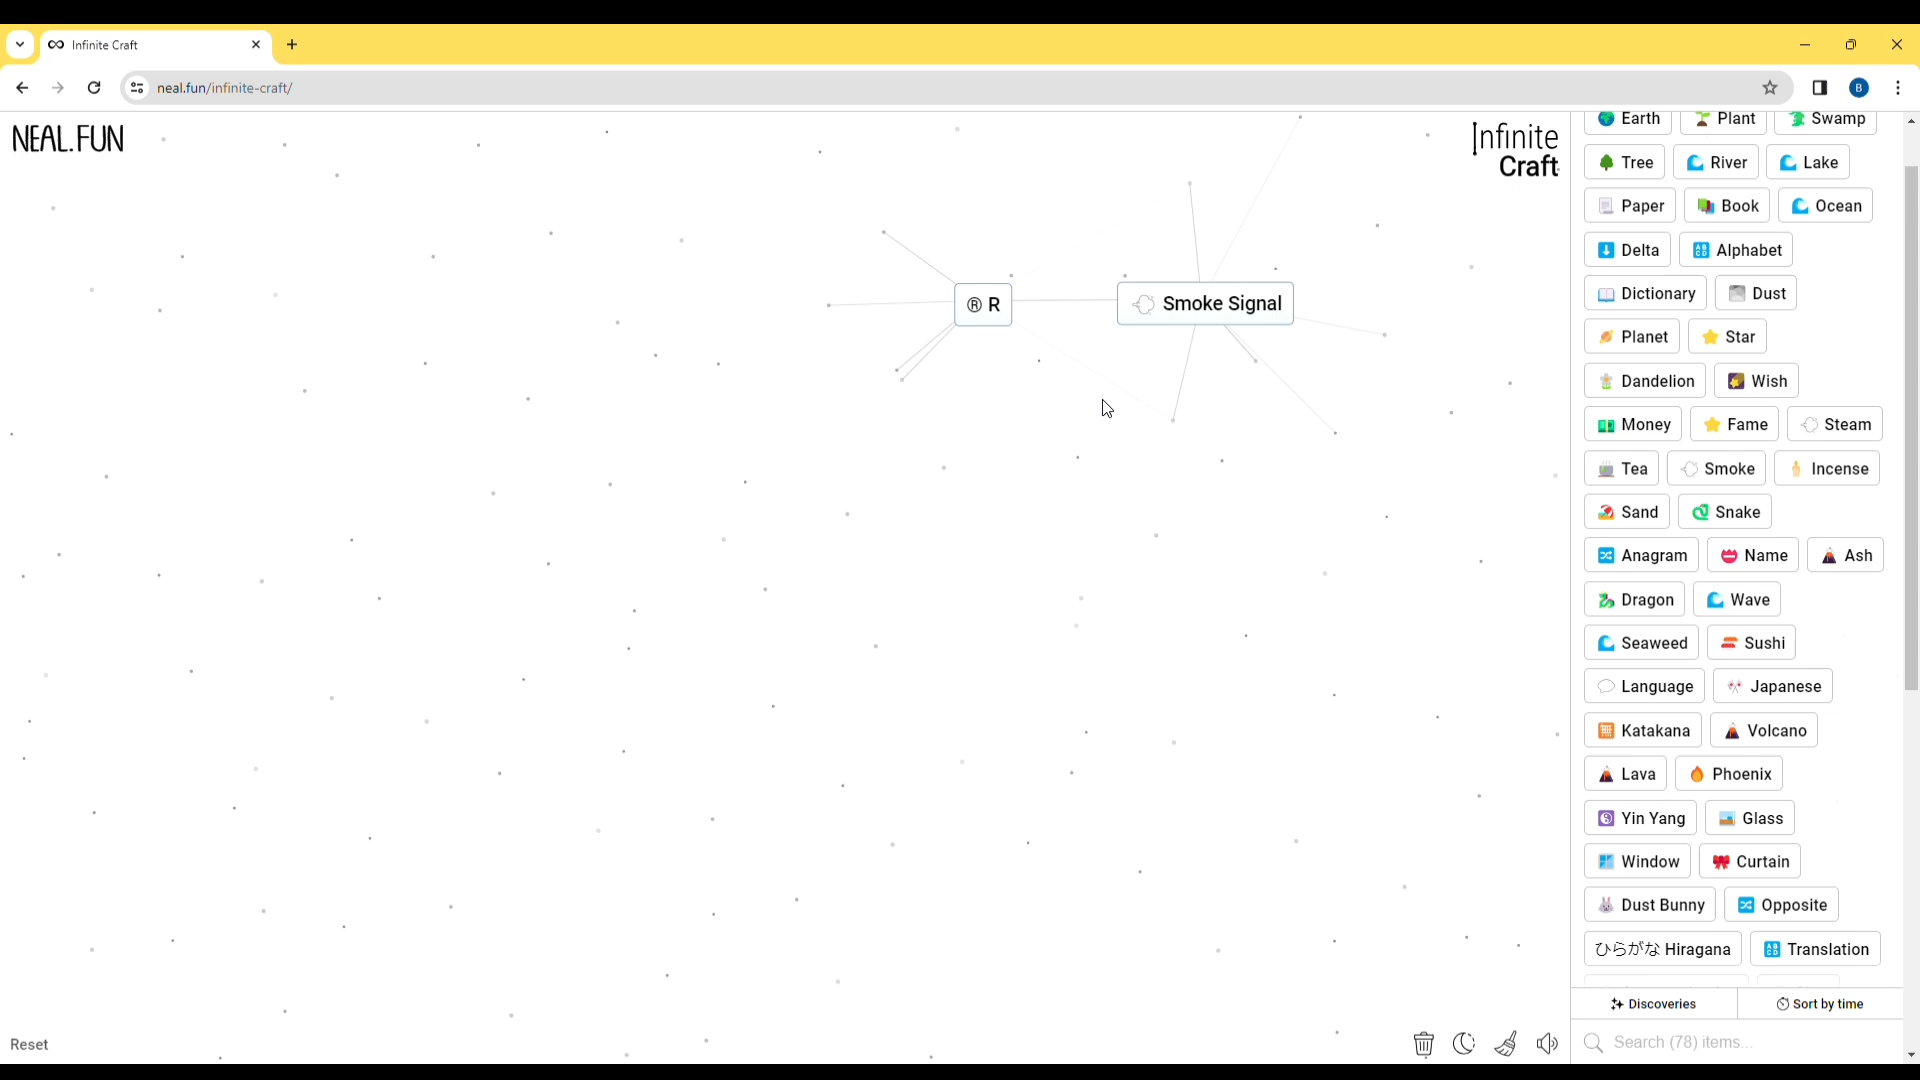 Infinite Craft
neal.fun/infinite-craft/
B
NEAL.FUN
Infinite
Craft
® R
Smoke Signal
Earth Plant Swamp
Tree River Lake
Paper Book Ocean
Delta Alphabet
Dictionary Dust
Planet Star
Dandelion Wish
Money Fame Steam
Tea Smoke Incense
Sand Snake
Anagram Name Ash
Dragon Wave
Seaweed Sushi
Language Japanese
Katakana Volcano
Lava Phoenix
Yin Yang Glass
Window Curtain
Dust Bunny Opposite
ひらがな Hiragana Translation
Discoveries Sort by time
Search (78) items...
Reset